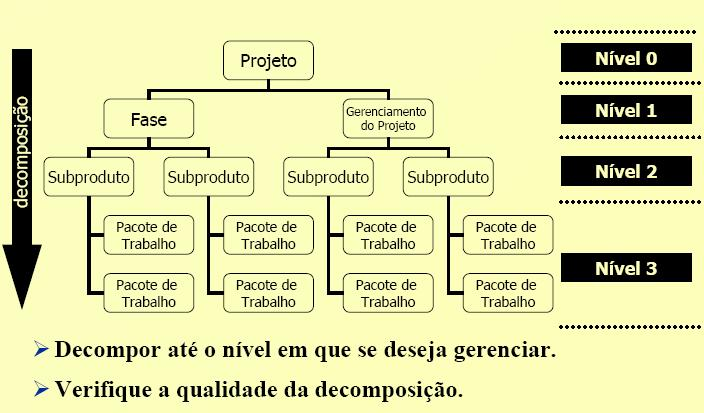 Projeto
Nível 0
decomposição
Fase
Gerenciamento
do Projeto
Nível 1
Subproduto
Subproduto
Subproduto
Subproduto
Nível 2
Pacote de
Trabalho
Pacote de
Trabalho
Pacote de
Trabalho
Pacote de
Trabalho
Pacote de
Trabalho
Pacote de
Trabalho
Pacote de
Trabalho
Pacote de
Trabalho
Nível 3
Decompor até o nível em que se deseja gerenciar.
Verifique a qualidade da decomposição.